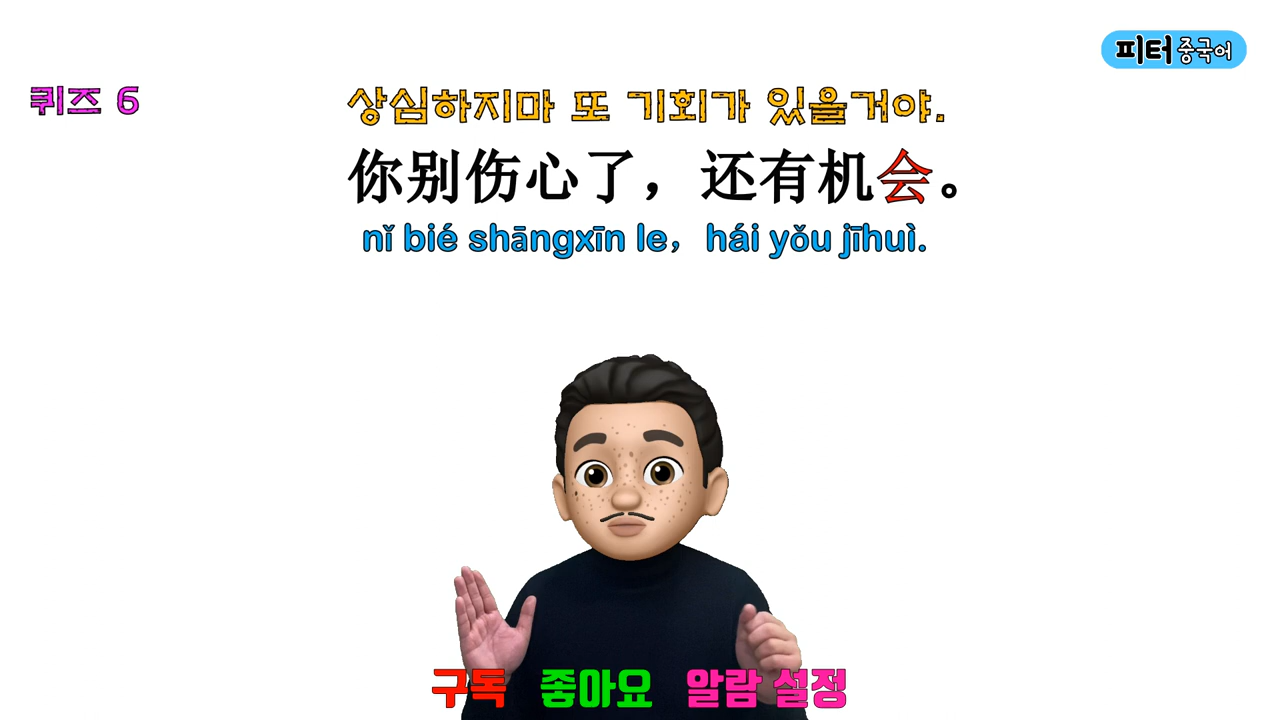 피터 중국어
퀴즈 6
상심하지마 또 기회가 있을거야.
你别伤心了，还有机会。
nǐ bié shāngxīn le，hái yǒu jīhuì.
구독 좋아요 알람 설정